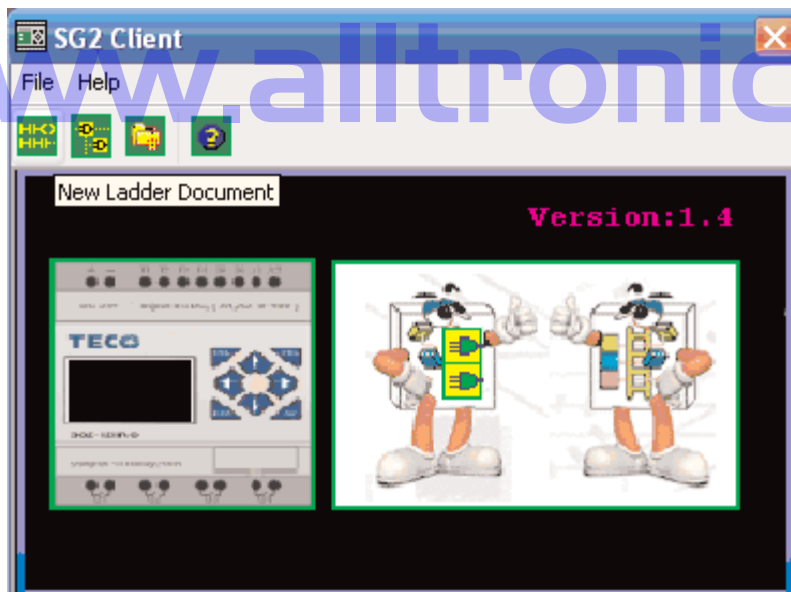 SG2 Client
www.alltronic
File Help
New Ladder Document
Version:1.4
TECO